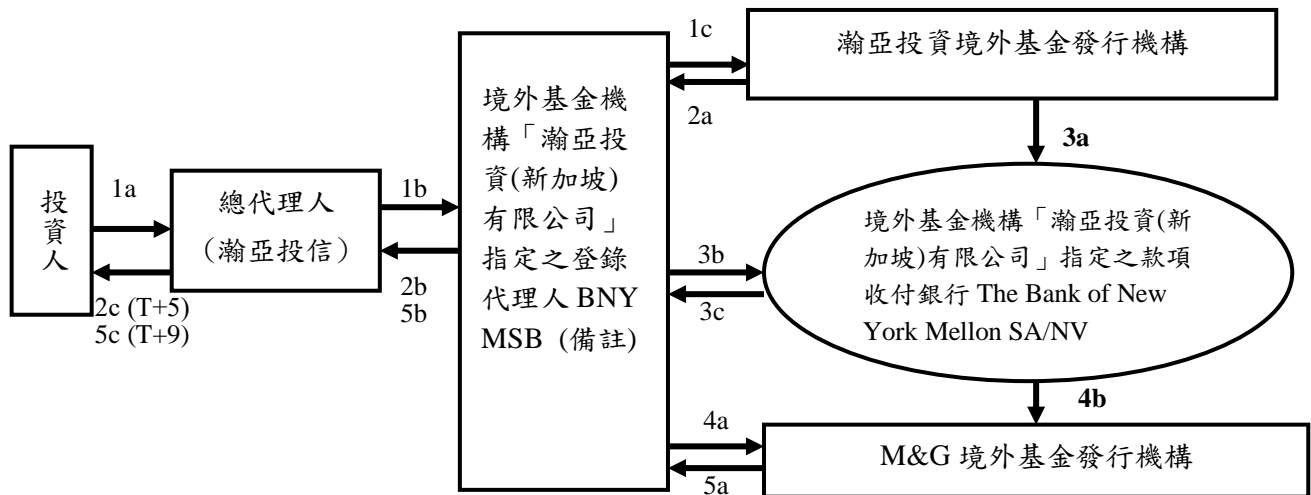 投
資
人
1a
2c (T+5)
5c (T+9)
總代理人
（瀚亞投信）
1b
2b
5b
境外基金機
構「瀚亞投
資(新加坡)
有限公司」
指定之登錄
代理人 BNY
MSB (備註)
1c
2a
瀚亞投資境外基金發行機構
3a
3b
3c
境外基金機構「瀚亞投資(新
加坡)有限公司」指定之款項
收付銀行 The Bank of New
York Mellon SA/NV
4b
4a
5a
M&G 境外基金發行機構